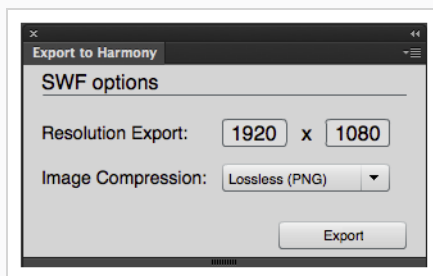 Export to Harmony
SWF options
Resolution Export: 1920 x 1080
Image Compression: Lossless (PNG)
Export